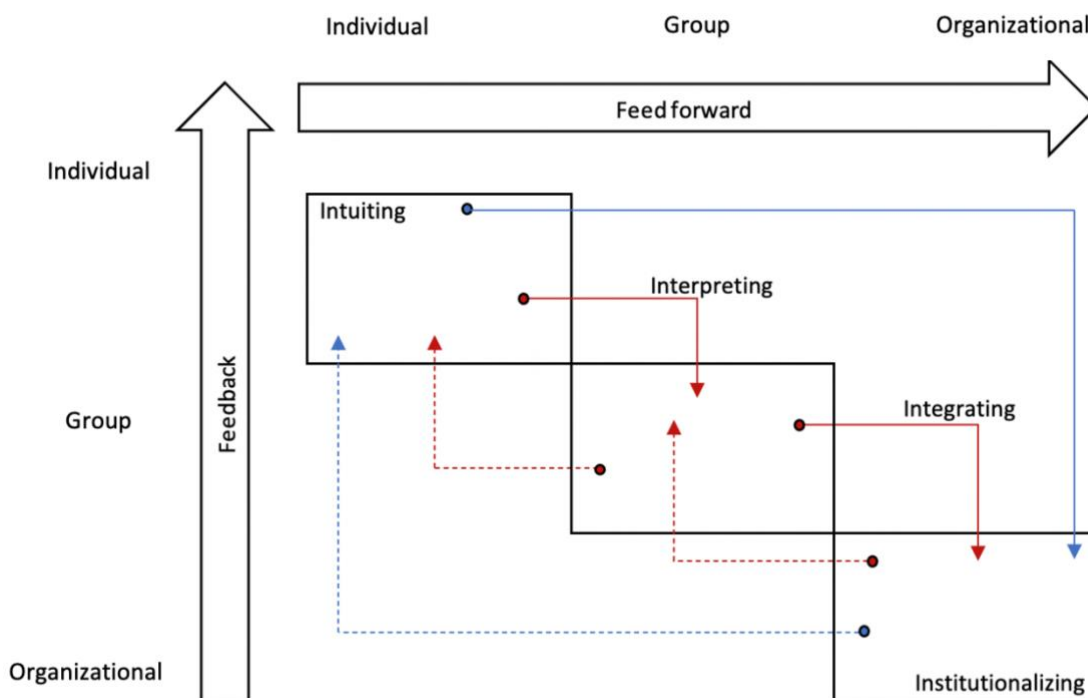 Individual
Group
Organizational
Feed forward
Individual
Intuiting
Interpreting
Feedback
Group
Integrating
Organizational
Institutionalizing